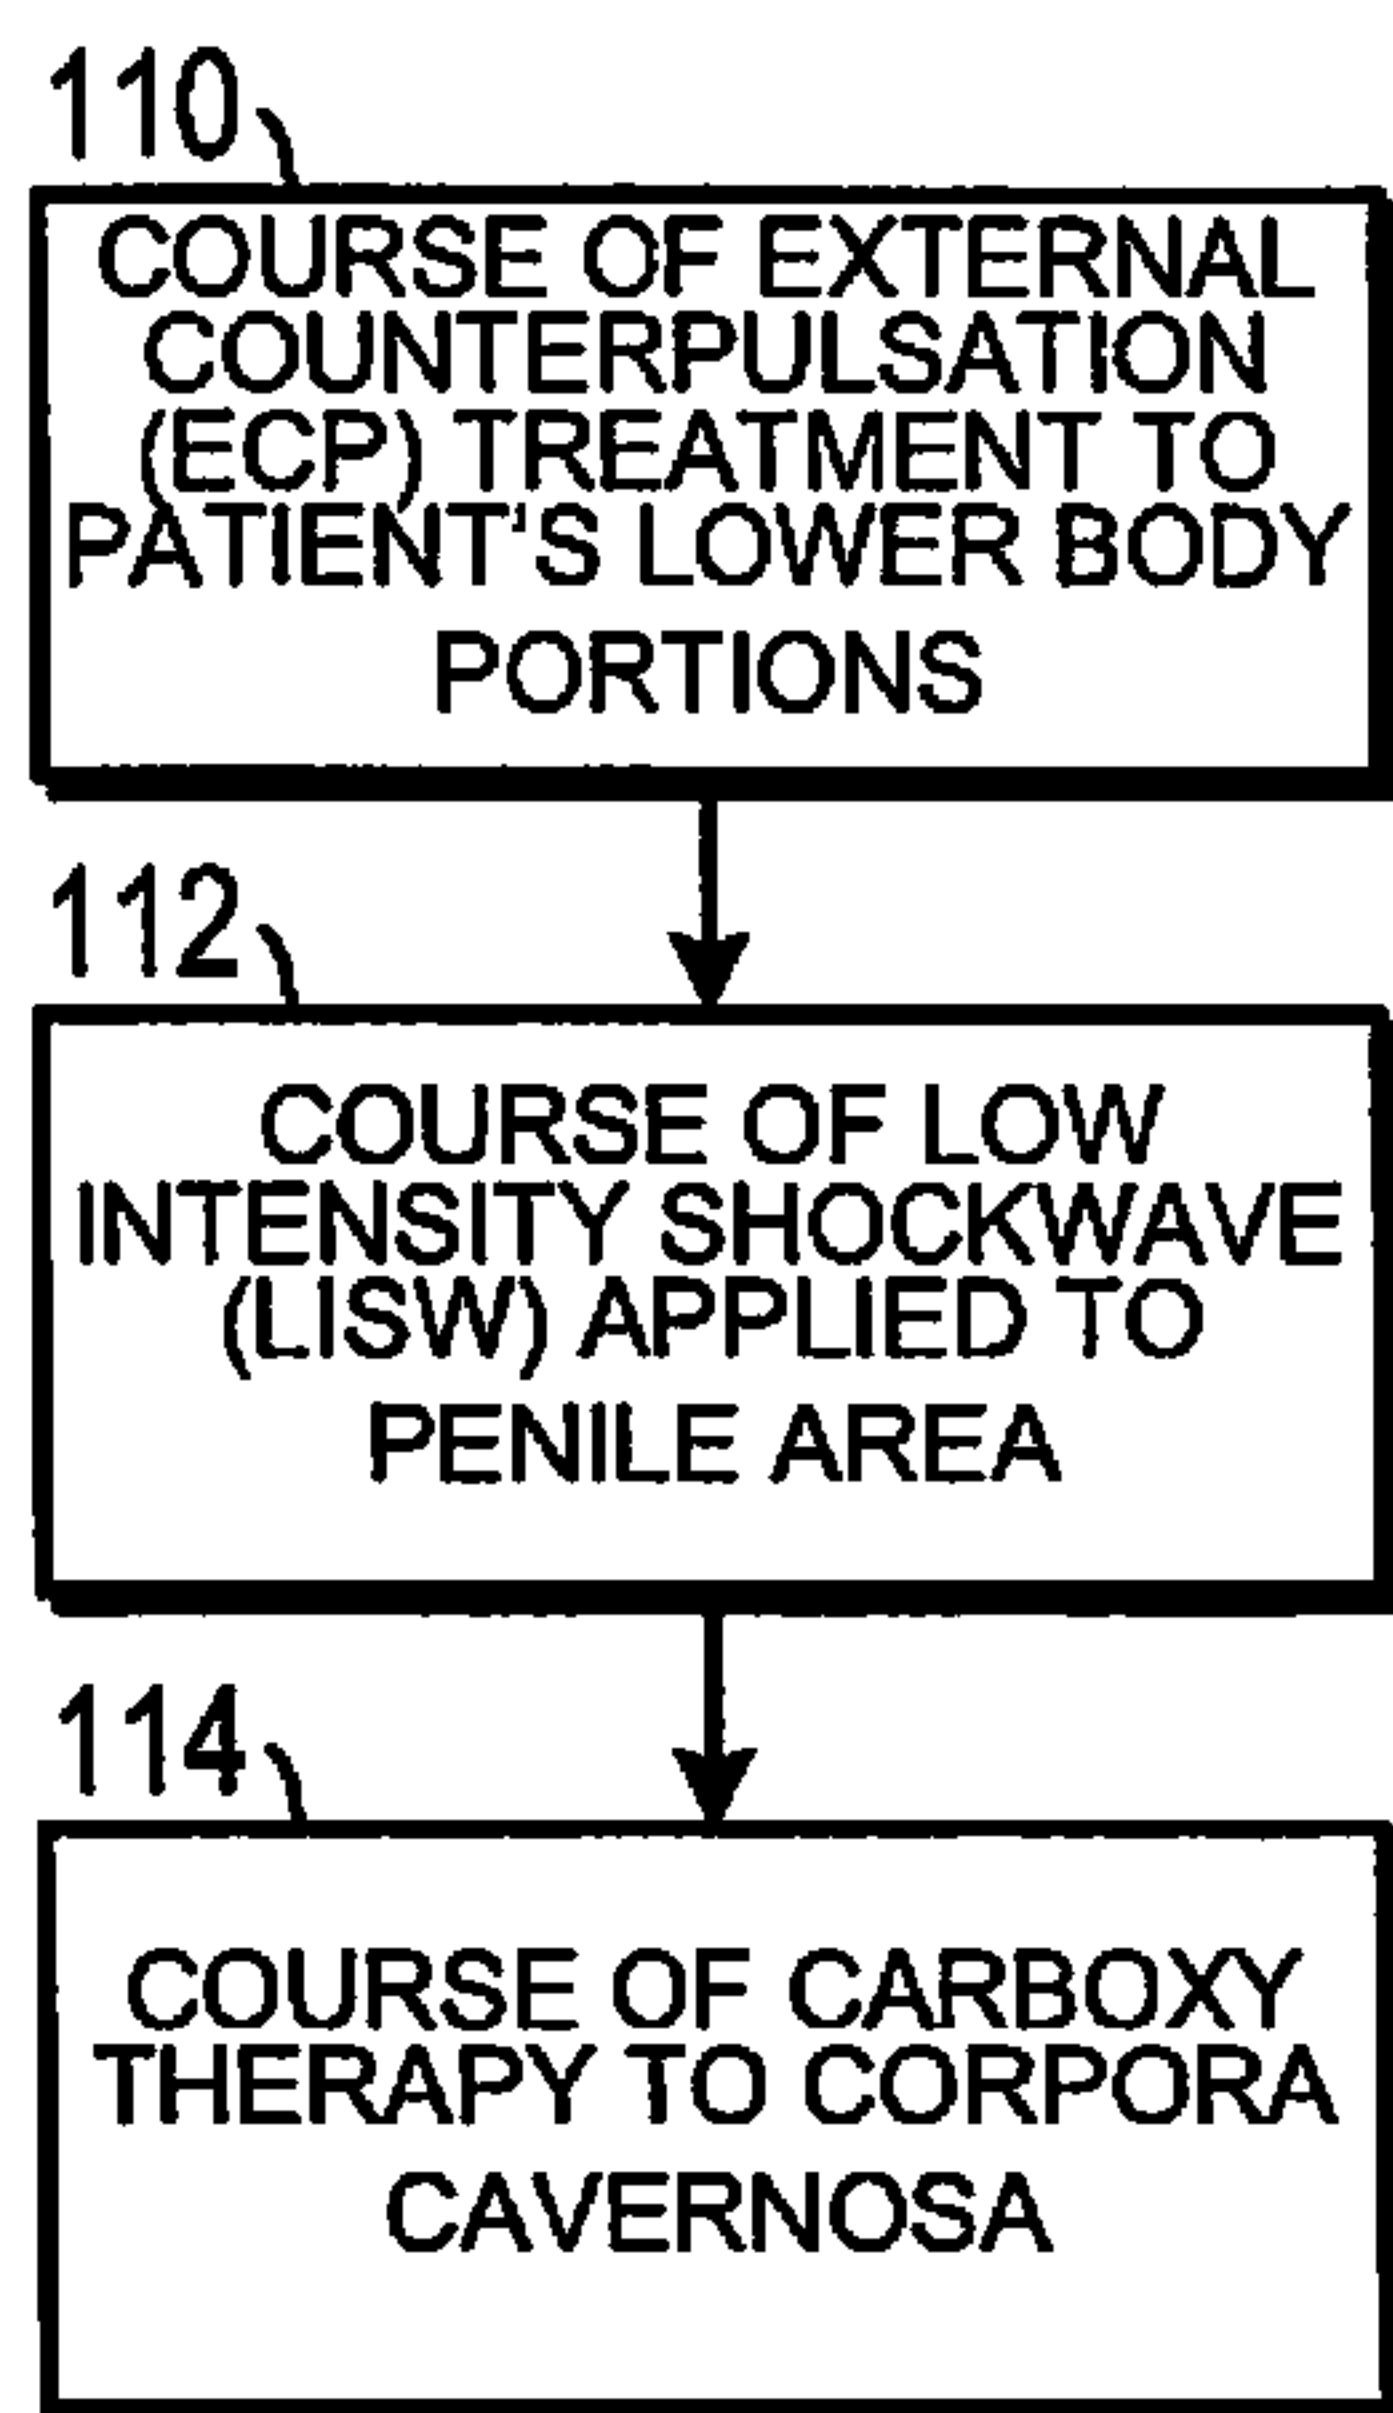 110
COURSE OF EXTERNAL
COUNTERPULSATION
(ECP) TREATMENT TO
PATIENT'S LOWER BODY
PORTIONS
112
COURSE OF LOW
INTENSITY SHOCKWAVE
(LISW) APPLIED TO
PENILE AREA
114
COURSE OF CARBOXY
THERAPY TO CORPORA
CAVERNOSA